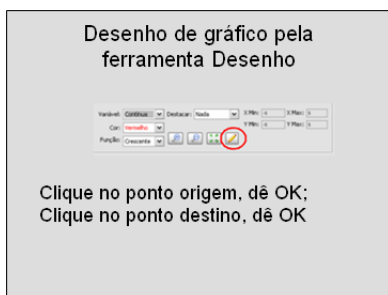 Desenho de gráfico pela
ferramenta Desenho
Variável: Contínua Destacar: Nada X Min: X Max:
Cor: Vermelho Y Min: Y Max:
Função: Crescente
Clique no ponto origem, dê OK;
Clique no ponto destino, dê OK